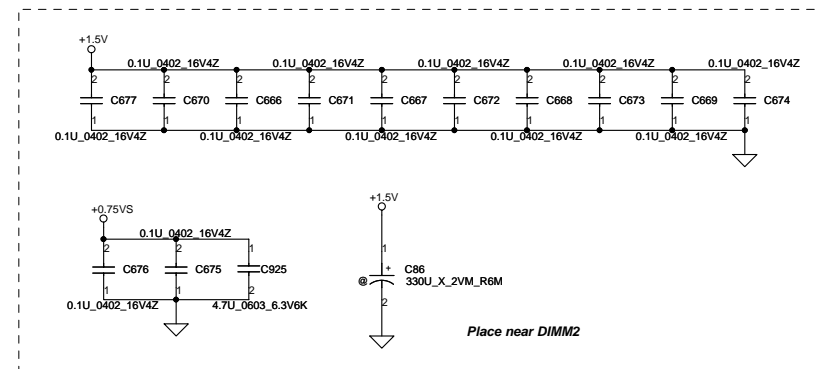 +1.5V
0.1U_0402_16V4Z 0.1U_0402_16V4Z 0.1U_0402_16V4Z 0.1U_0402_16V4Z 0.1U_0402_16V4Z
2 2 2 2 2 2 2 2 2 2
C677 C670 C666 C671 C667 C672 C668 C673 C669 C674
1 1 1 1 1 1 1 1 1 1
0.1U_0402_16V4Z 0.1U_0402_16V4Z 0.1U_0402_16V4Z 0.1U_0402_16V4Z 0.1U_0402_16V4Z
+0.75VS
0.1U_0402_16V4Z
2 2 1
C676 C675 C925
1 1 2
0.1U_0402_16V4Z 4.7U_0603_6.3V6K
+1.5V
1
+ C86
@ 330U_X_2VM_R6M
2
Place near DIMM2